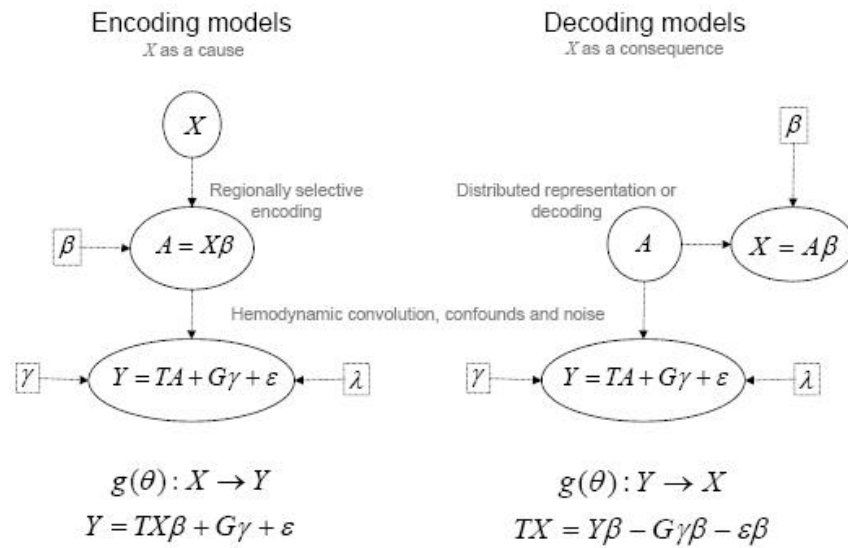 Encoding models
X as a cause
X
Regionally selective
encoding
β
A = Xβ
Decoding models
X as a consequence
β
Distributed representation or
decoding
A
X = Aβ
Hemodynamic convolution, confounds and noise
γ
Y = TA + Gγ + ε
λ
γ
Y = TA + Gγ + ε
λ
g(θ) : X → Y
Y = TXβ + Gγ + ε
g(θ) : Y → X
TX = Yβ − Gγβ − εβ